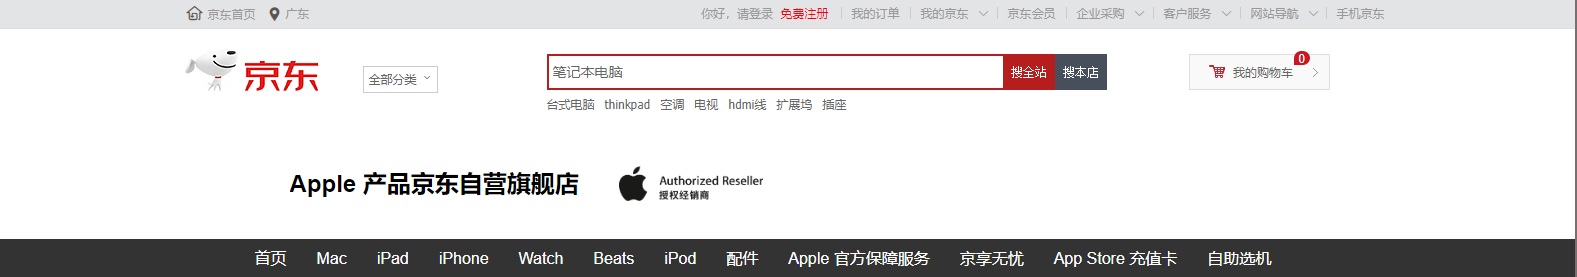 京东首页 广东 你好，请登录 免费注册 我的订单 我的京东 京东会员 企业采购 客户服务 网站导航 手机京东
京东 全部分类 笔记本电脑 搜全站 搜本店 我的购物车 0
台式电脑 thinkpad 空调 电视 hdmi线 扩展坞 插座
Apple 产品京东自营旗舰店 Authorized Reseller
授权经销商
首页 Mac iPad iPhone Watch Beats iPod 配件 Apple 官方保障服务 京享无忧 App Store 充值卡 自助选机